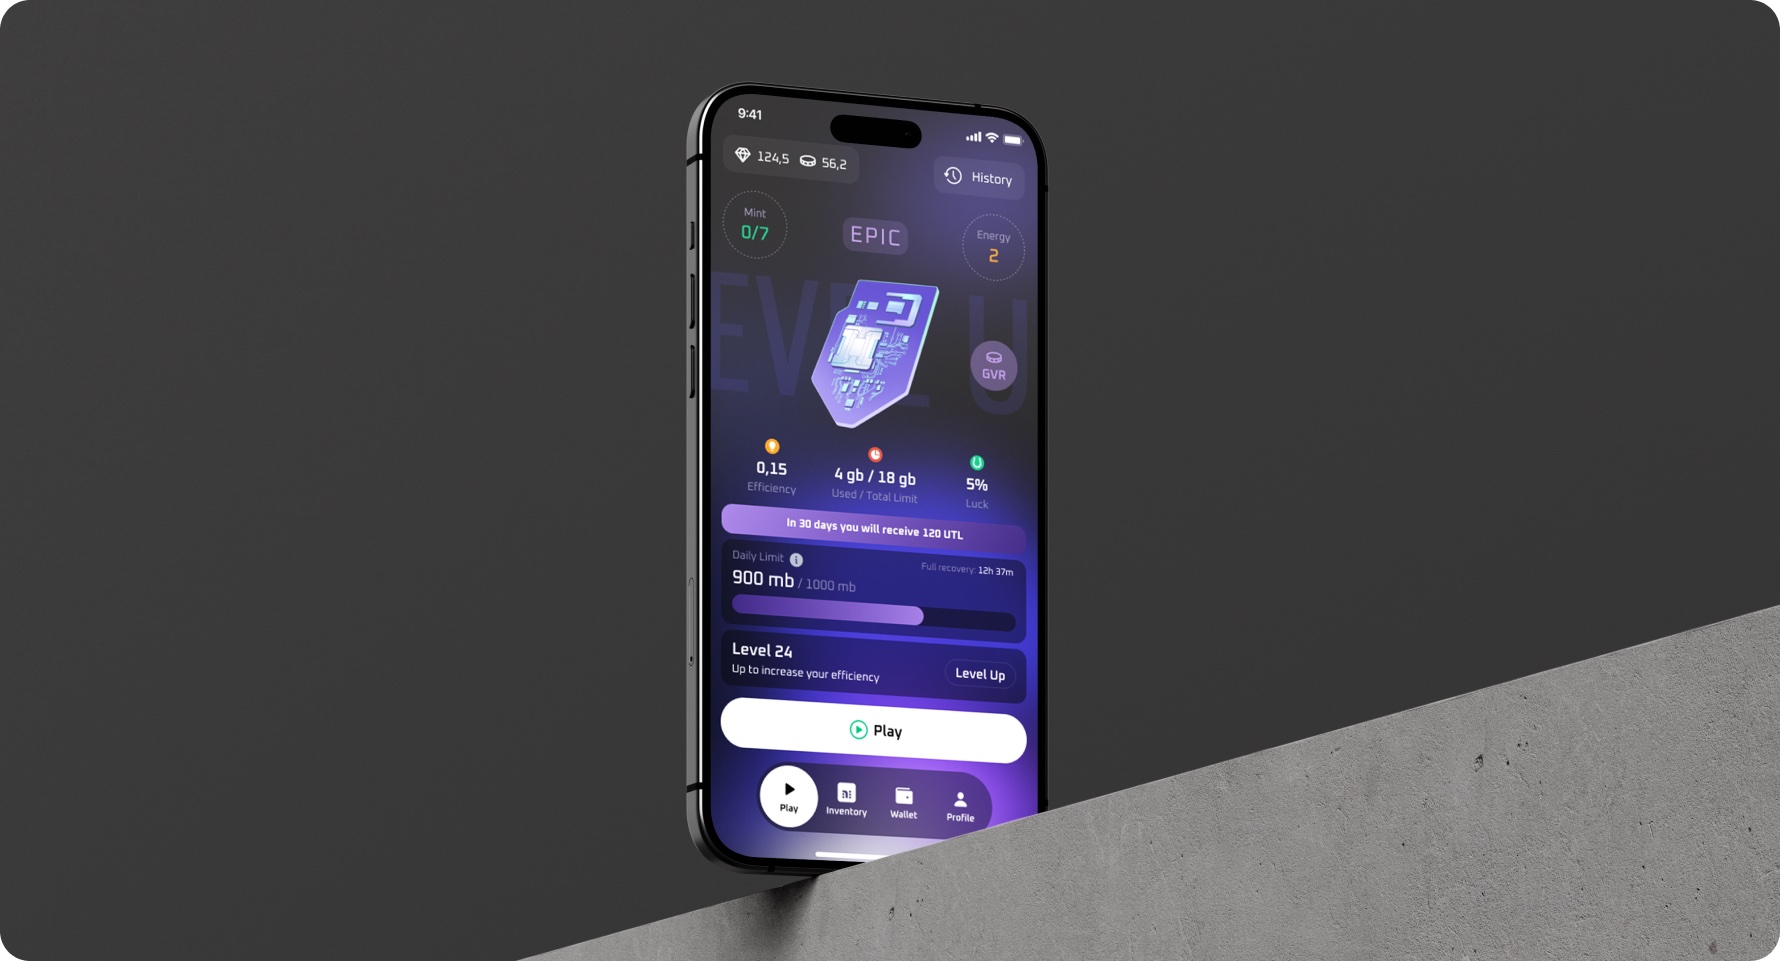 9:41
124,5 56,2
History
Mint
0/7
EPIC
Energy
2
EVEL U
GVR
0,15
Efficiency
4 gb / 18 gb
Used / Total Limit
5%
Luck
In 30 days you will receive 120 UTL
Daily Limit
Full recovery: 12h 37m
900 mb / 1000 mb
Level 24
Up to increase your efficiency
Level Up
Play
Play
Inventory
Wallet
Profile